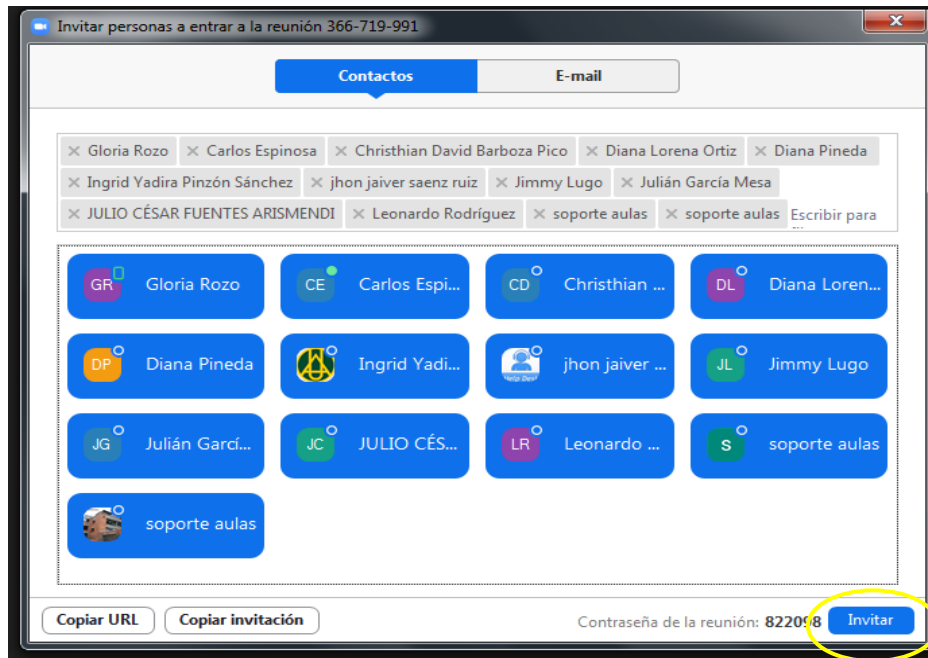 Invitar personas a entrar a la reunión 366-719-991
Contactos E-mail
× Gloria Rozo × Carlos Espinosa × Christhian David Barboza Pico × Diana Lorena Ortiz × Diana Pineda
× Ingrid Yadira Pinzón Sánchez × jhon jaiver saenz ruiz × Jimmy Lugo × Julián García Mesa
× JULIO CÉSAR FUENTES ARISMENDI × Leonardo Rodríguez × soporte aulas × soporte aulas Escribir para
GR Gloria Rozo CE Carlos Espi... CD Christhian ... DL Diana Loren...
DP Diana Pineda Ingrid Yadi... Help Desk jhon jaiver ... JL Jimmy Lugo
JG Julián Garcí... JC JULIO CÉS... LR Leonardo ... S soporte aulas
soporte aulas
Copiar URL Copiar invitación Contraseña de la reunión: 822098 Invitar